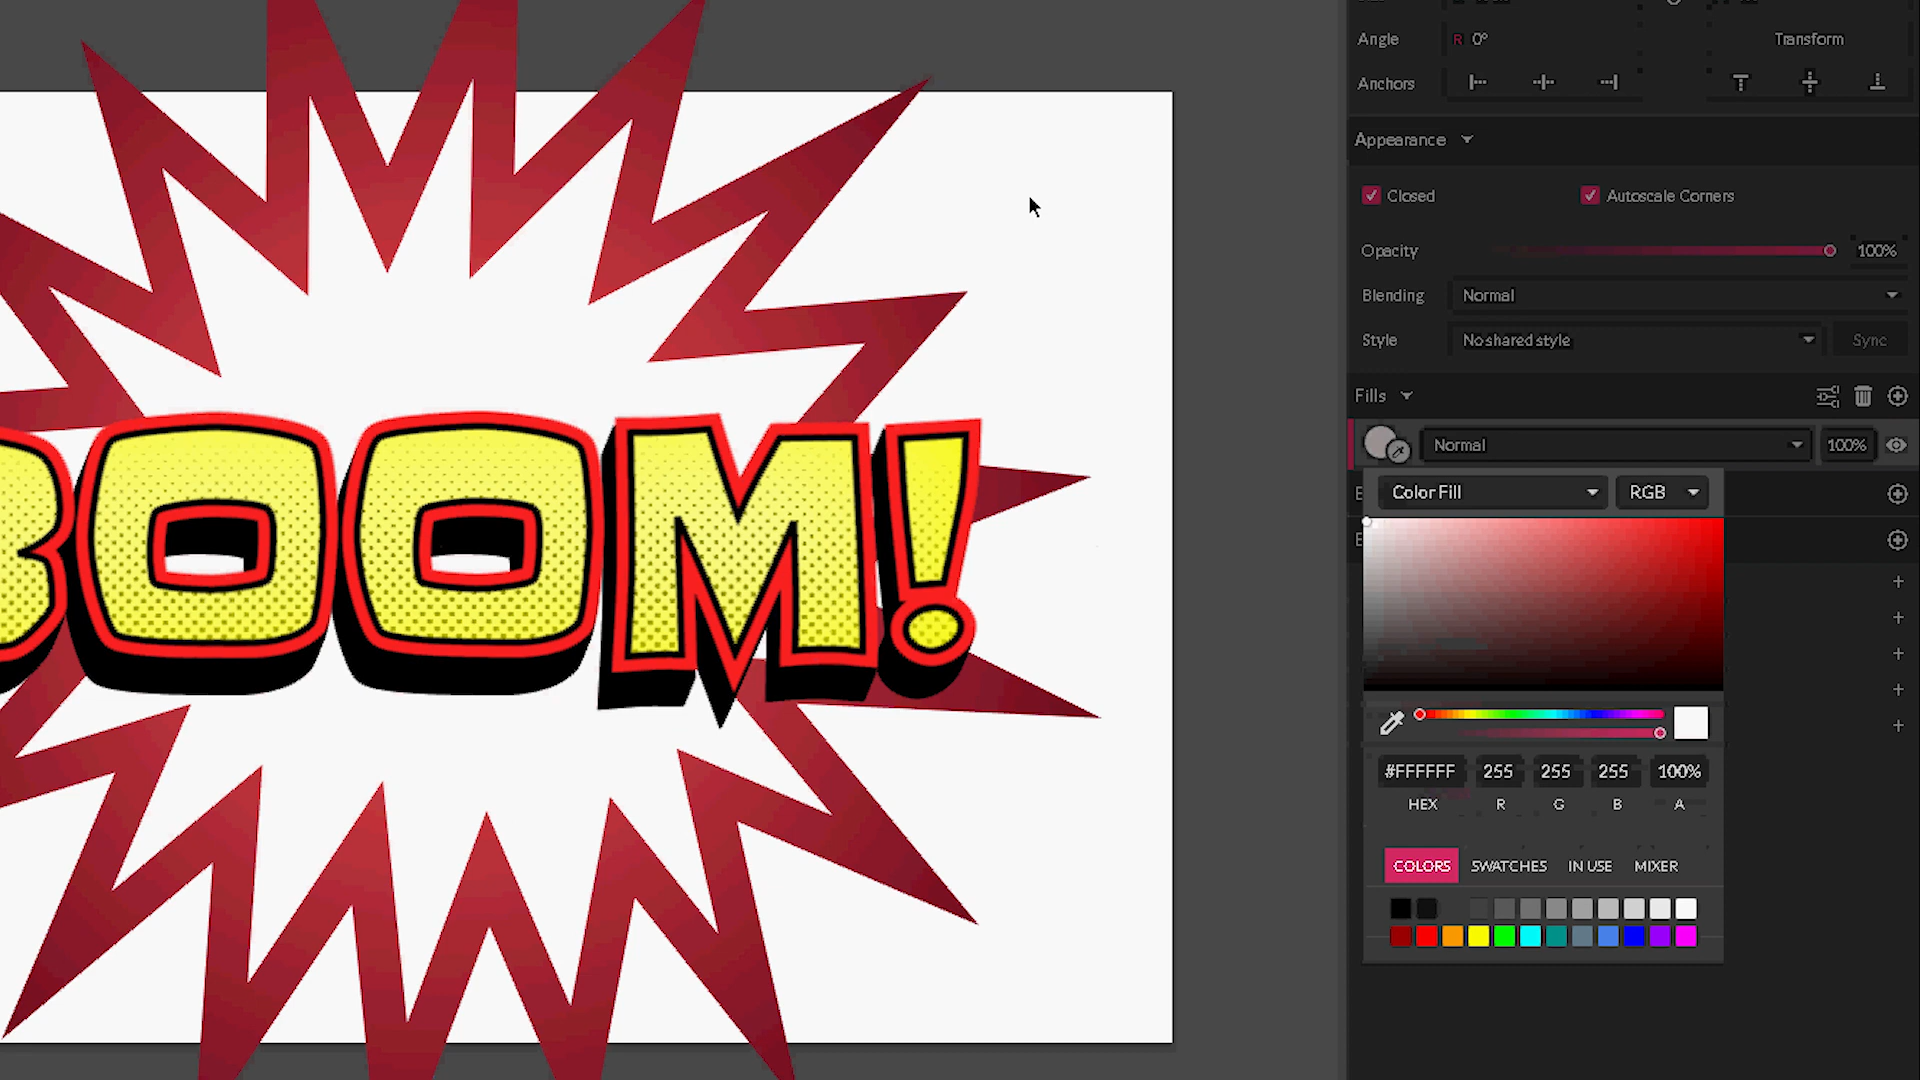 Angle R 0° Transform
Anchors
Appearance
Closed Autoscale Corners
Opacity 100%
Blending Normal
Style No shared style Sync
Fills
Normal 100%
Color Fill RGB
#FFFFFF 255 255 255 100%
HEX R G B A
COLORS SWATCHES IN USE MIXER
BOOM!